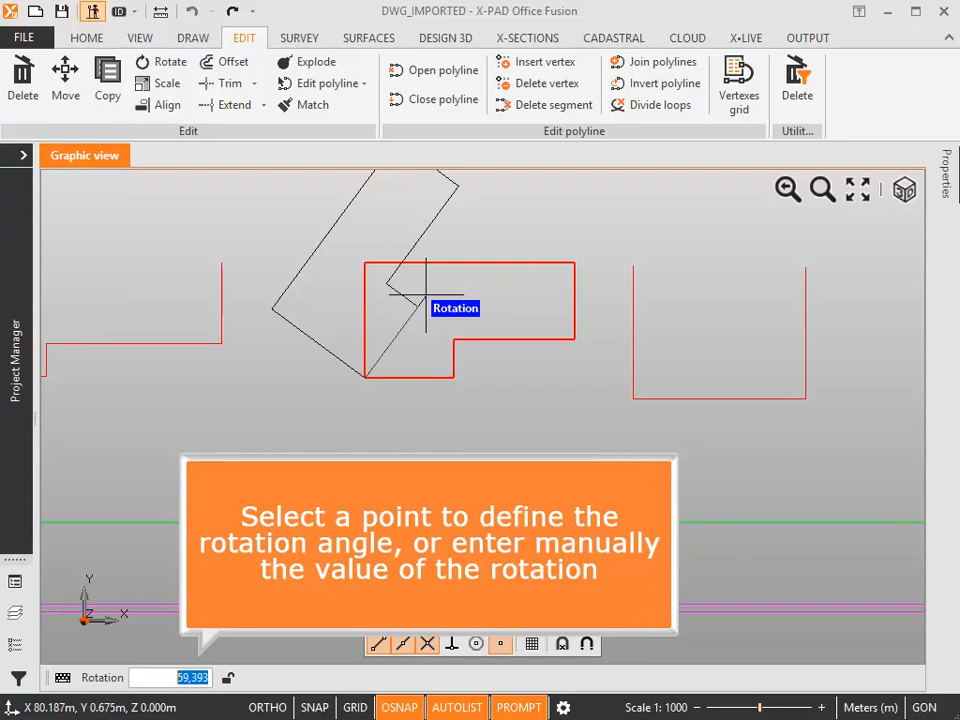 DWG_IMPORTED - X-PAD Office Fusion
FILE HOME VIEW DRAW EDIT SURVEY SURFACES DESIGN 3D X-SECTIONS CADASTRAL CLOUD X•LIVE OUTPUT
Delete Move Copy Rotate Offset Explode
Scale Trim Edit polyline
Align Extend Match
Open polyline
Close polyline
Insert vertex Join polylines
Delete vertex Invert polyline
Delete segment Divide loops
Vertexes grid
Delete
Edit Edit polyline Utilit...
Graphic view
Properties
Project Manager
Rotation
Select a point to define the
rotation angle, or enter manually
the value of the rotation
Y
Z X
Rotation 59,393
X 80.187m, Y 0.675m, Z 0.000m ORTHO SNAP GRID OSNAP AUTOLIST PROMPT Scale 1: 1000 Meters (m) GON
ID
3D